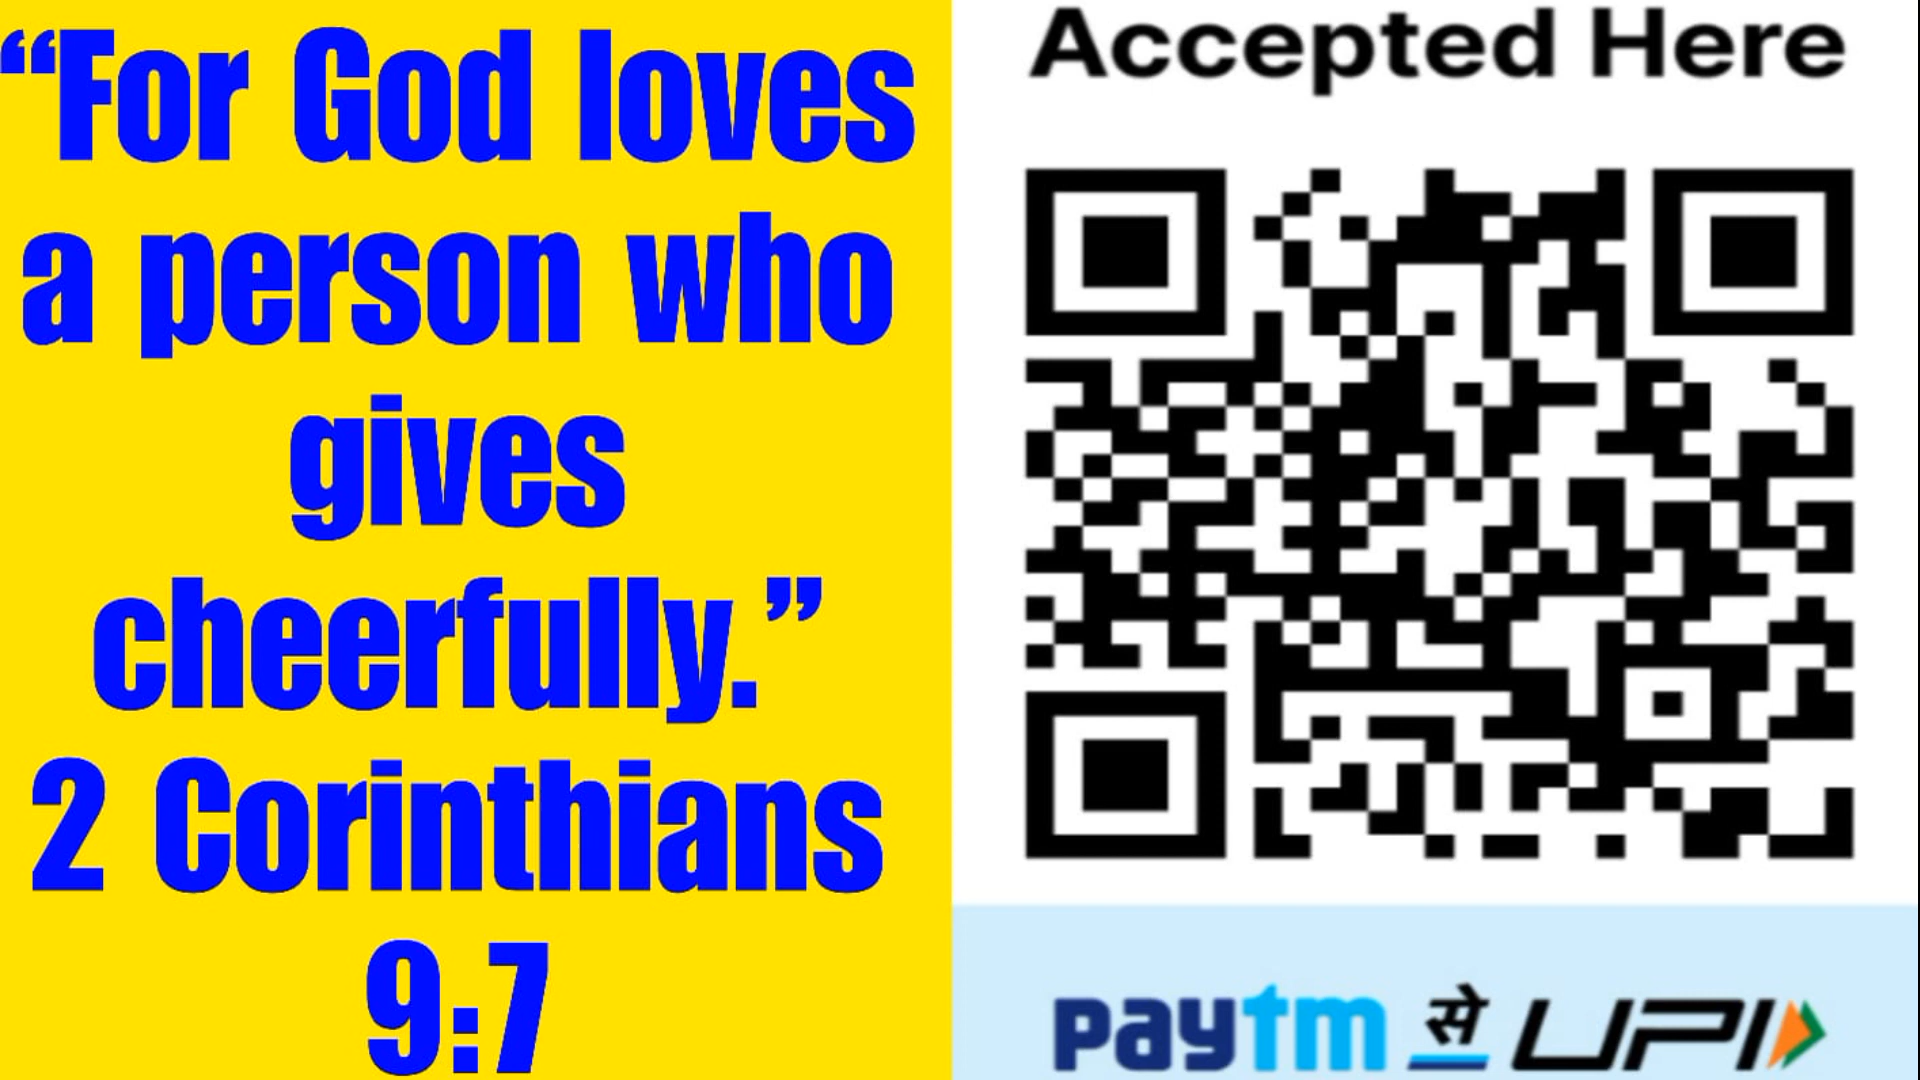 “For God loves
a person who
gives
cheerfully.”
2 Corinthians
9:7
Accepted Here
paytm से UPI